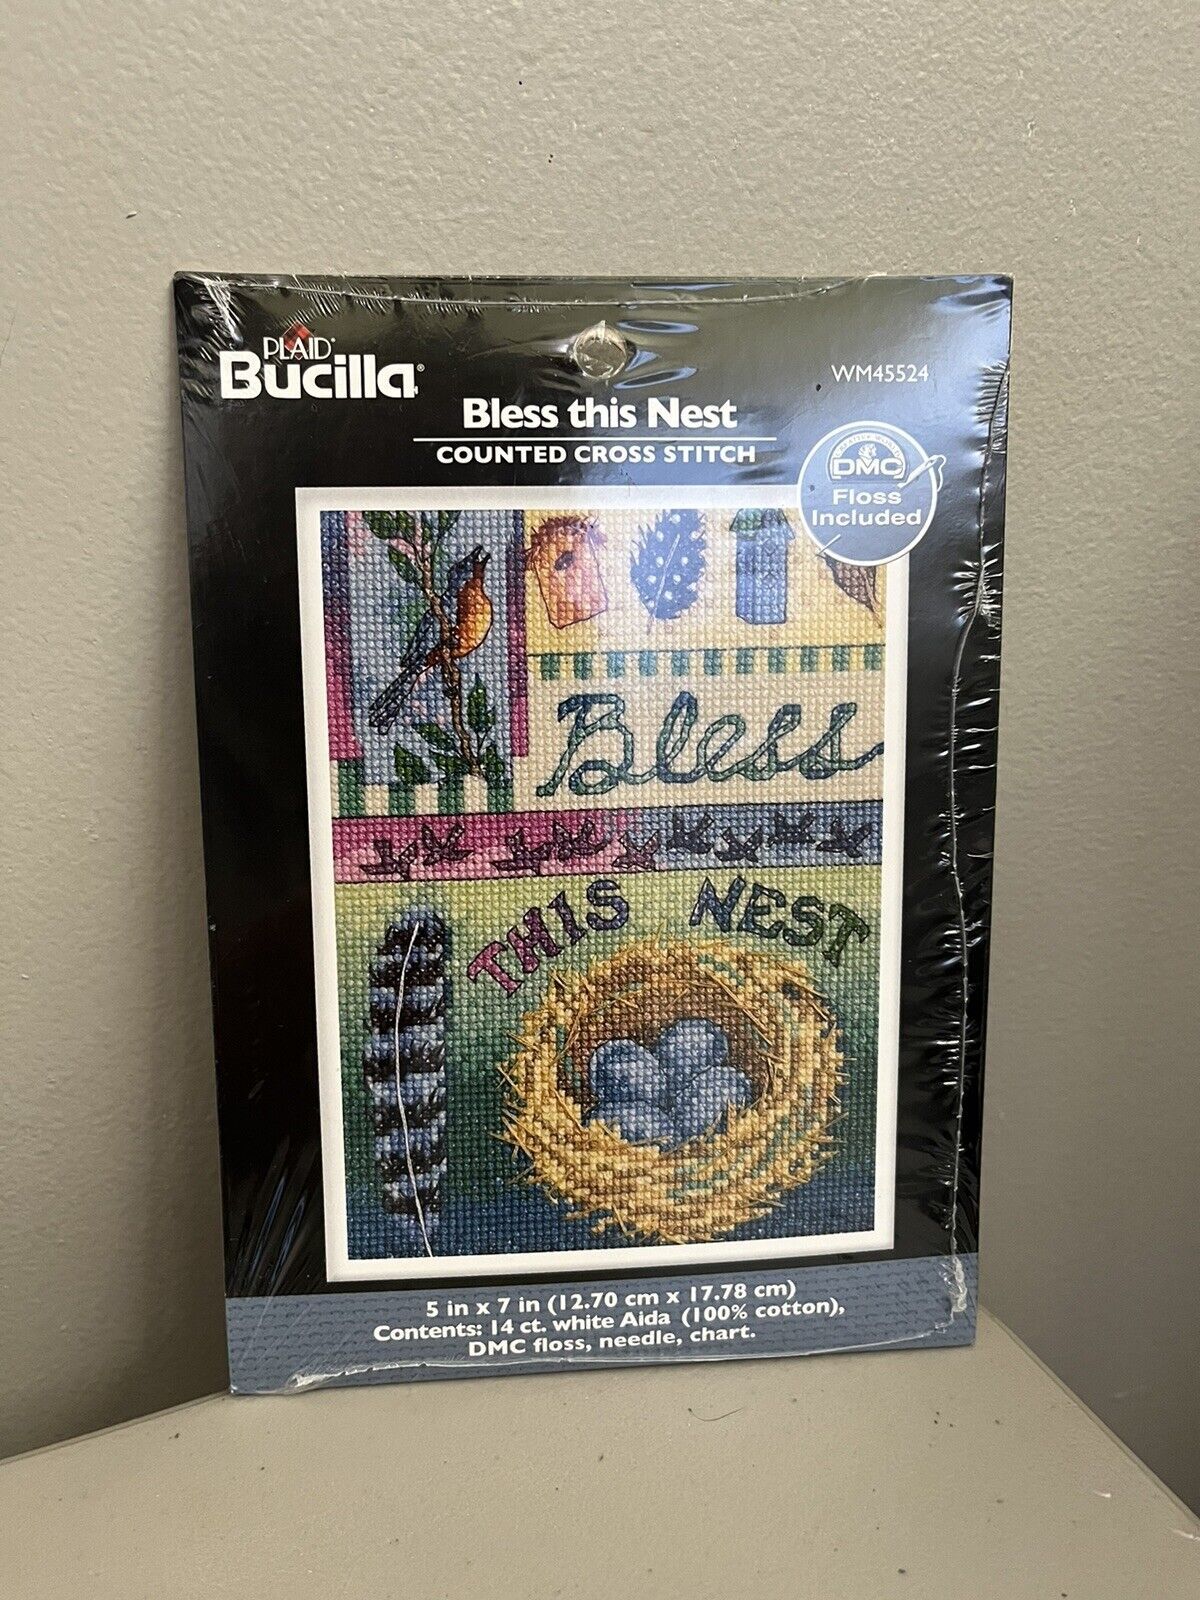 PLAID®
Bucilla®
WM45524
Bless this Nest
COUNTED CROSS STITCH
DMC
Floss
Included
Bless
THIS NEST
5 in x 7 in (12.70 cm x 17.78 cm)
Contents: 14 ct. white Aida (100% cotton),
DMC floss, needle, chart.